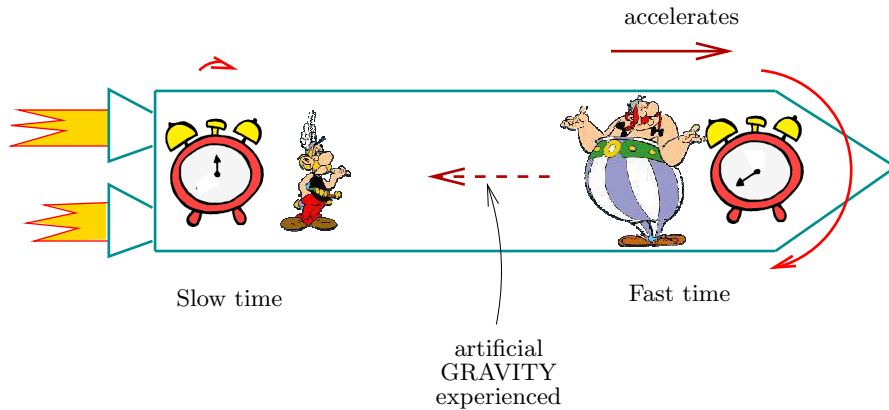 accelerates
Slow time
Fast time
artificial
GRAVITY
experienced